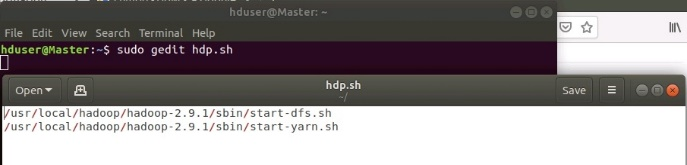 hduser@Master: ~
File Edit View Search Terminal Help
hduser@Master:~$ sudo gedit hdp.sh
Open
hdp.sh
~/
Save
/usr/local/hadoop/hadoop-2.9.1/sbin/start-dfs.sh
/usr/local/hadoop/hadoop-2.9.1/sbin/start-yarn.sh